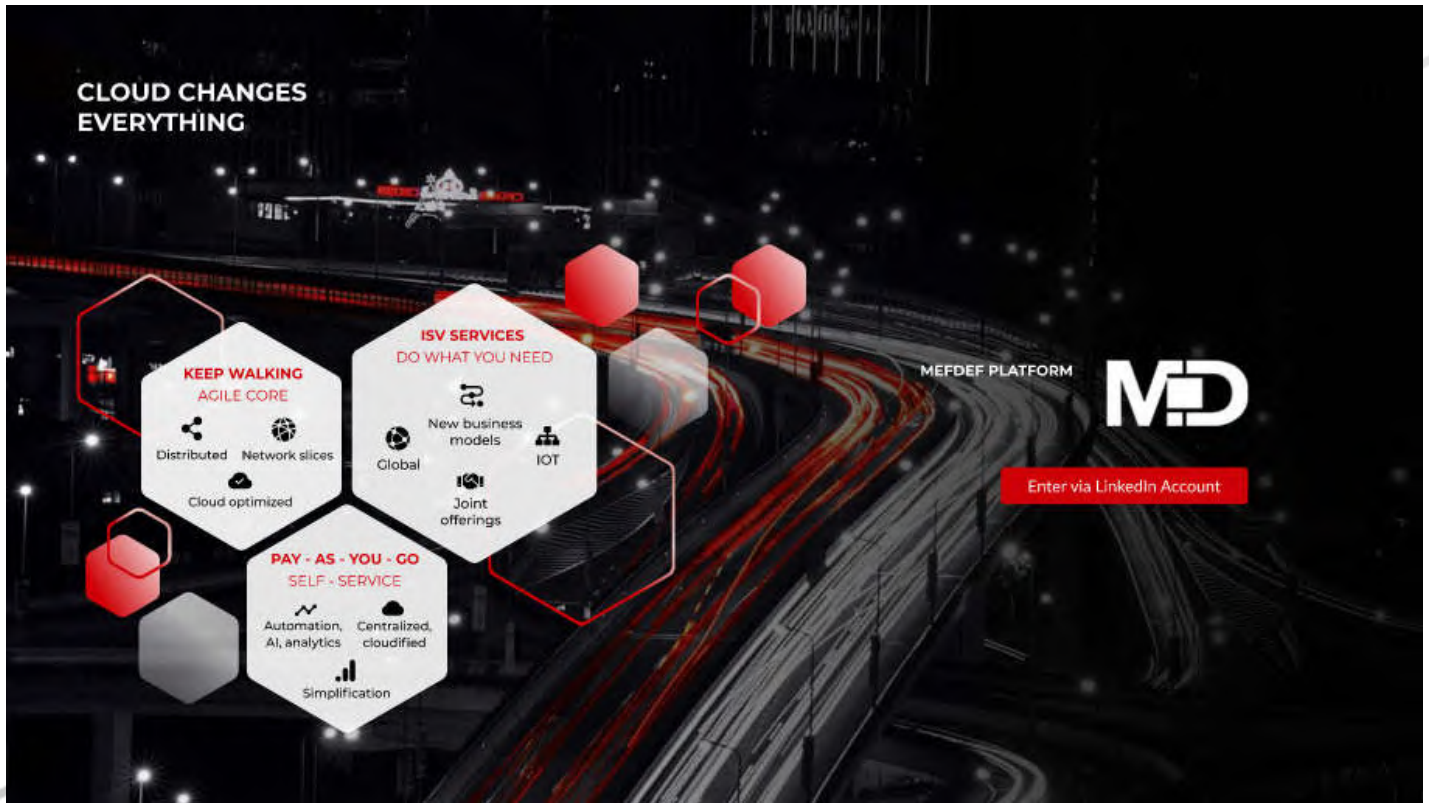 CLOUD CHANGES
EVERYTHING
KEEP WALKING
AGILE CORE
Distributed
Network slices
Cloud optimized
ISV SERVICES
DO WHAT YOU NEED
New business
models
Global
IOT
Joint
offerings
PAY - AS - YOU - GO
SELF - SERVICE
Automation,
AI, analytics
Centralized,
cloudified
Simplification
MEFDEF PLATFORM
MD
Enter via LinkedIn Account